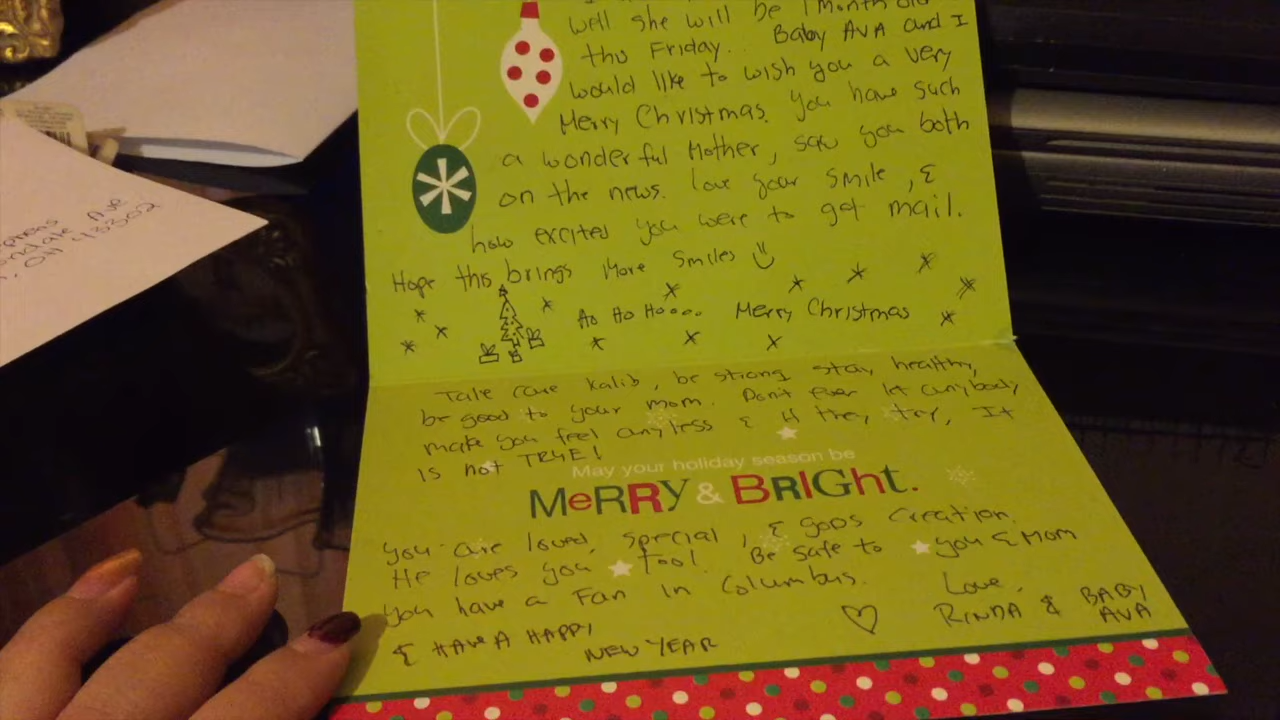 well she will be 1 month old
this Friday.. Baby AVA and I
would like to wish you a very
Merry Christmas. You have such
a wonderful Mother, saw you both
on the news. Love your smile, &
how excited you were to get mail.
Hope this brings More Smiles
Ho Ho Hoooo Merry Christmas
Take care Kalib, be strong stay healthy,
be good to your mom. Don't ever let anybody
make you feel any less & if they try, It
is not TRUE!
May your holiday season be
MeRRy & BRIGht.
You are loved, special, & gods creation.
He loves you too! Be safe to you & Mom
You have a Fan in Columbus.
Love,
& HAVE A HAPPY
NEW YEAR
RINDA & BABY
AVA
Ave
OH 43302